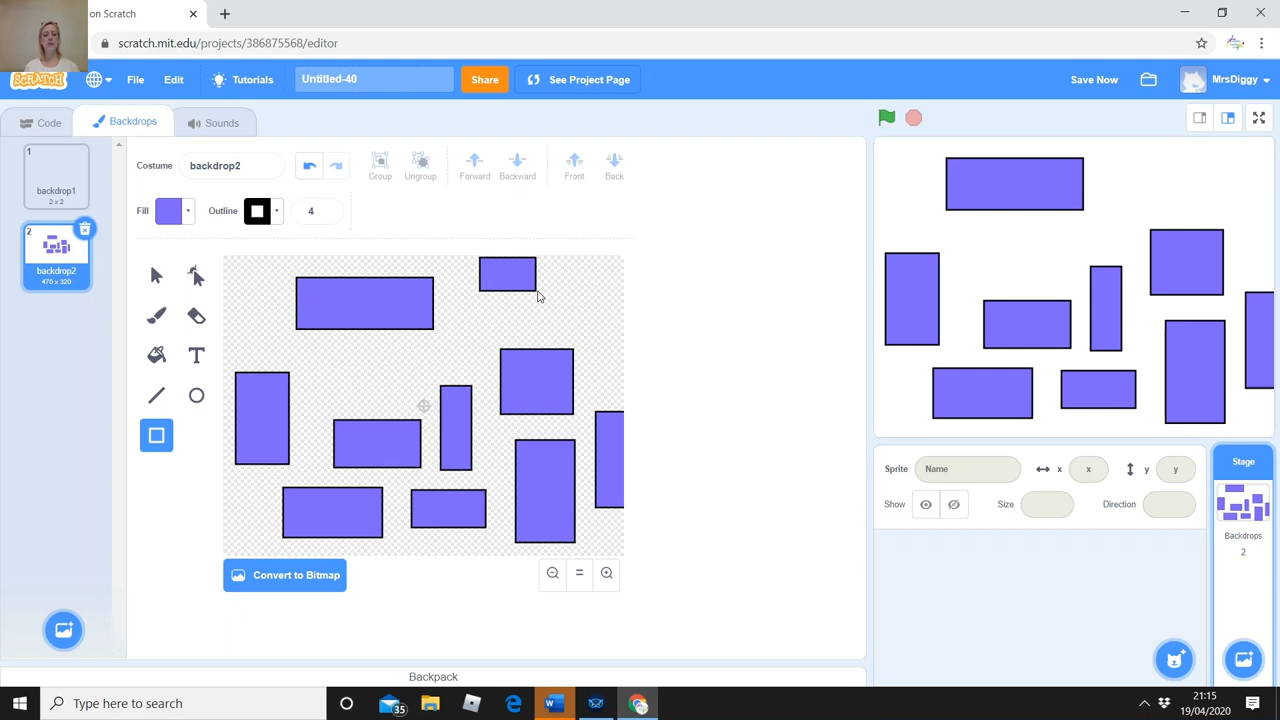 on Scratch
scratch.mit.edu/projects/386875568/editor
SCRATCH
File
Edit
Tutorials
Untitled-40
Share
See Project Page
Save Now
MrsDiggy
Code
Backdrops
Sounds
1
backdrop1
2 x 2
2
backdrop2
470 x 320
Costume
backdrop2
Group
Ungroup
Forward
Backward
Front
Back
Fill
Outline
4
T
Convert to Bitmap
Sprite
Name
x
x
y
y
Show
Size
Direction
Stage
Backdrops
2
Backpack
Type here to search
35
21:15
19/04/2020